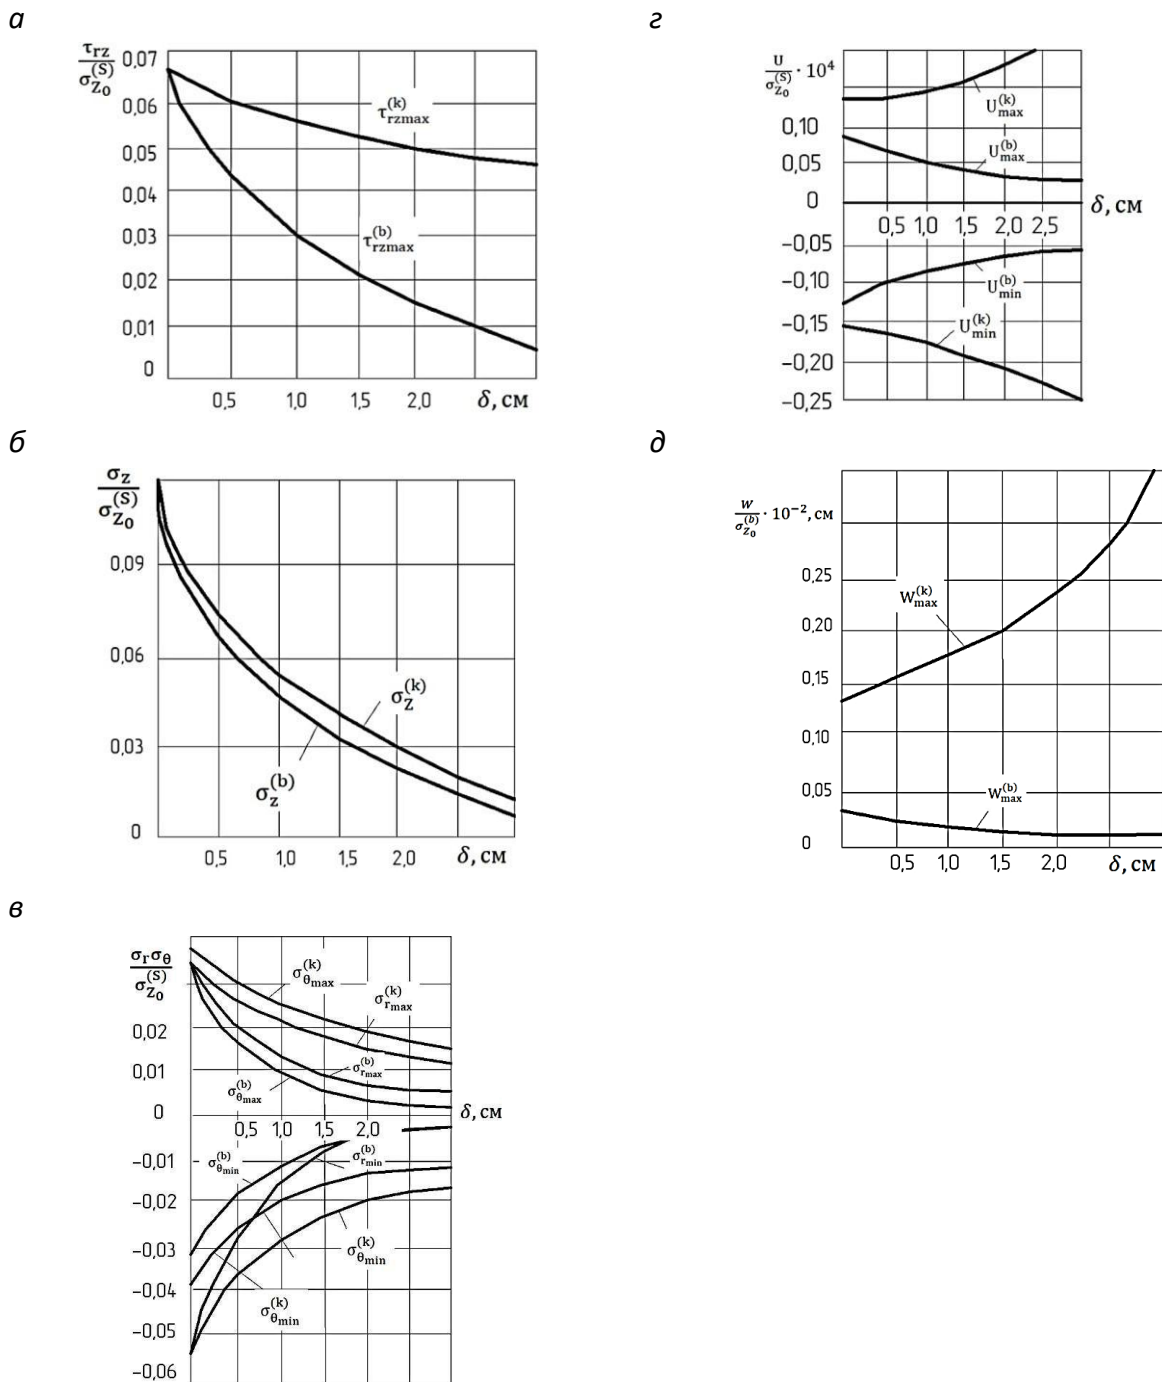 а
τrz
σZ0(S)
0,07
0,06
0,05
0,04
0,03
0,02
0,01
0
τrzmax(k)
τrzmax(b)
0,5 1,0 1,5 2,0 δ, см
б
σz
σZ0(S)
0,09
0,06
0,03
0
σz(k)
σz(b)
0,5 1,0 1,5 2,0 δ, см
в
σr σθ
σZ0(S)
0,02
0,01
0
−0,01
−0,02
−0,03
−0,04
−0,05
−0,06
σθmax(k)
σrmax(k)
σrmax(b)
σθmax(b)
δ, см
0,5 1,0 1,5 2,0
σθmin(b)
σrmin(b)
σθmin(k)
σθmin(k)
г
U
σZ0(S) · 10⁴
0,10
0,05
0
−0,05
−0,10
−0,15
−0,20
−0,25
Umax(k)
Umax(b)
δ, см
0,5 1,0 1,5 2,0 2,5
Umin(b)
Umin(k)
д
W
σZ0(b) · 10⁻², см
0,25
0,20
0,15
0,10
0,05
0
Wmax(k)
Wmax(b)
0,5 1,0 1,5 2,0 δ, см